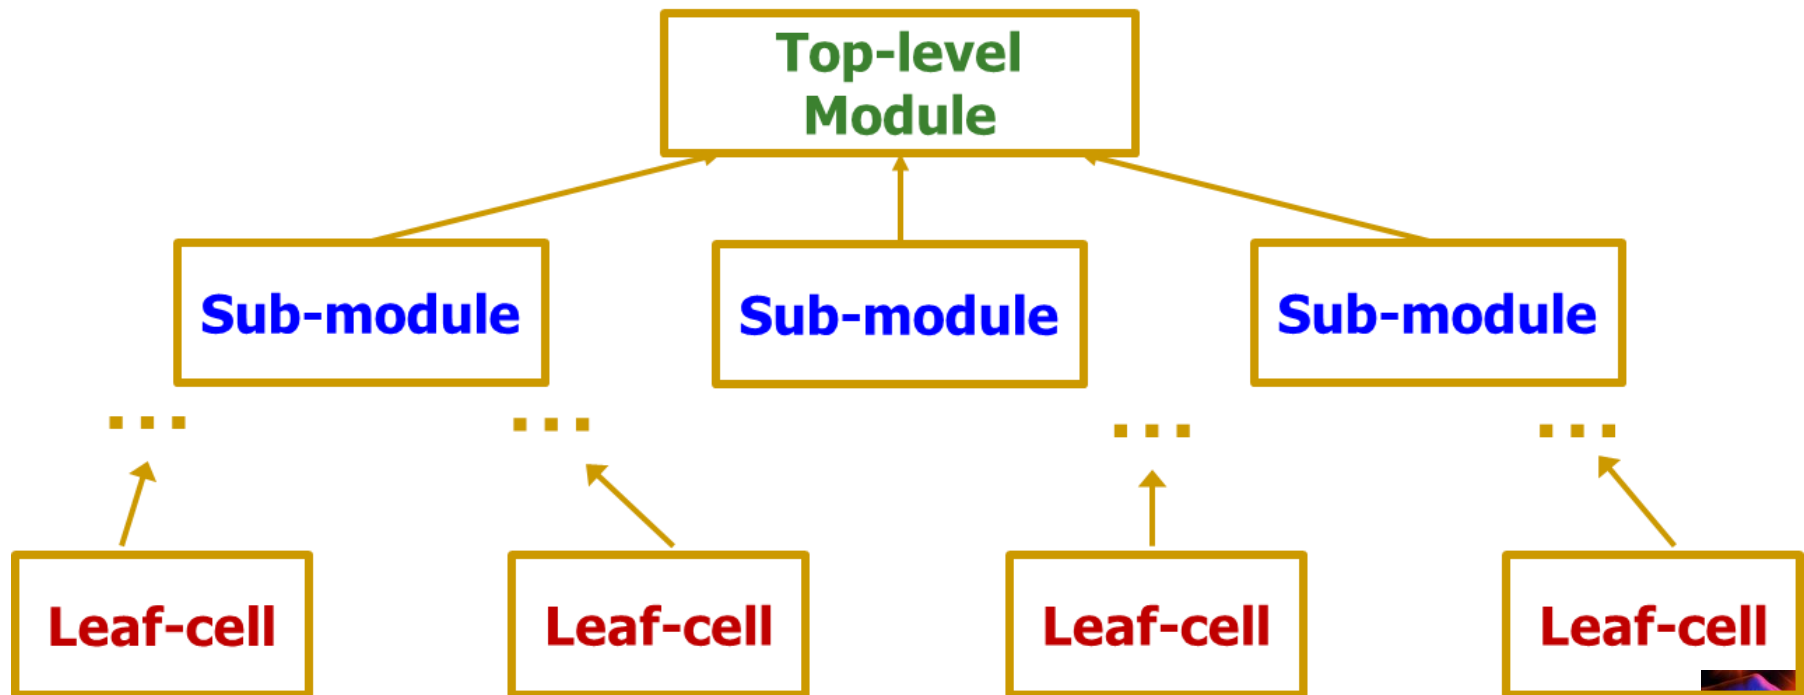 Top-level
Module
Sub-module
Sub-module
Sub-module
...
...
...
...
Leaf-cell
Leaf-cell
Leaf-cell
Leaf-cell